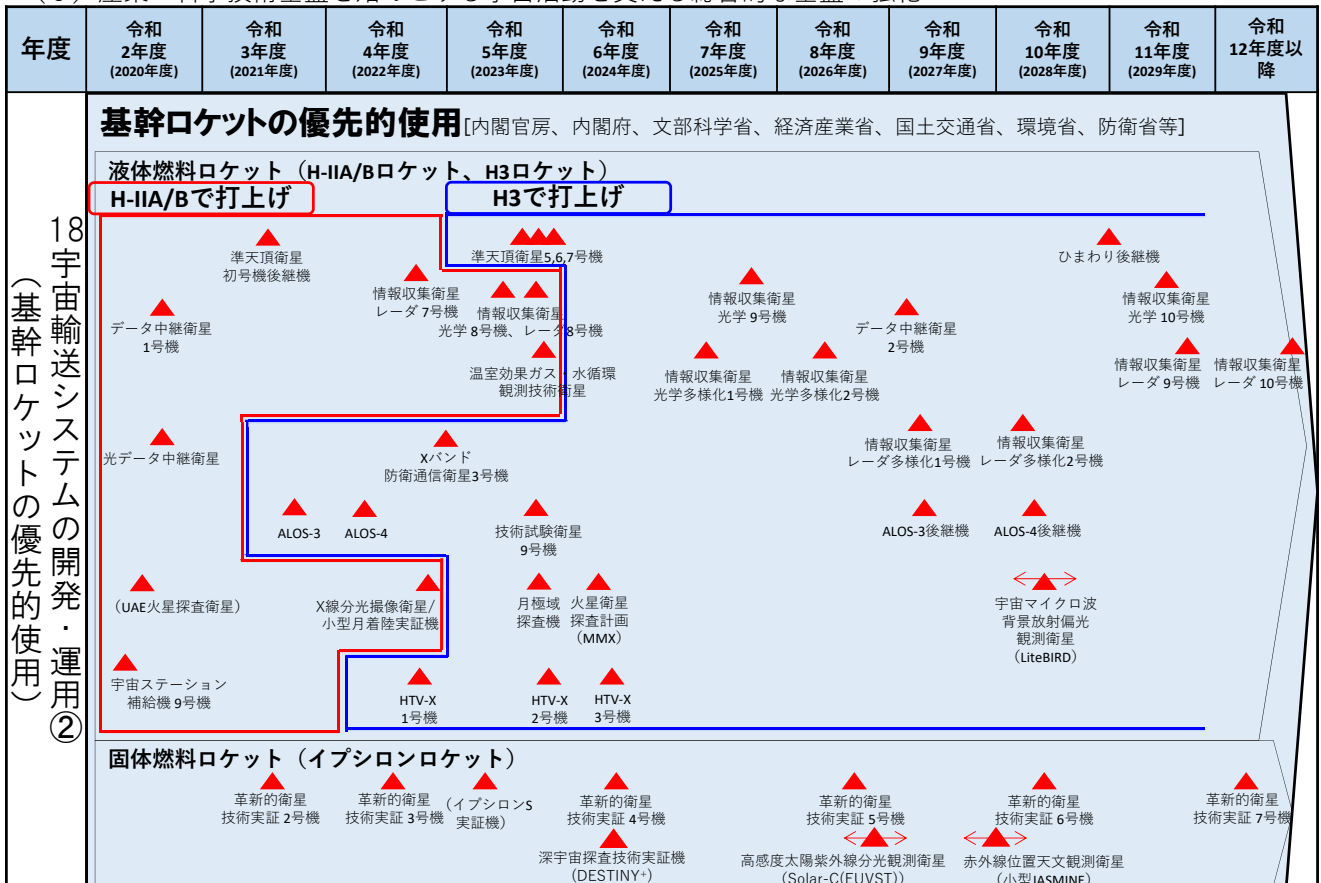 年度
令和
2年度
(2020年度)
令和
3年度
(2021年度)
令和
4年度
(2022年度)
令和
5年度
(2023年度)
令和
6年度
(2024年度)
令和
7年度
(2025年度)
令和
8年度
(2026年度)
令和
9年度
(2027年度)
令和
10年度
(2028年度)
令和
11年度
(2029年度)
令和
12年度以
降
18宇宙輸送システムの開発・運用②
（基幹ロケットの優先的使用）
基幹ロケットの優先的使用[内閣官房、内閣府、文部科学省、経済産業省、国土交通省、環境省、防衛省等]
液体燃料ロケット（H-IIA/Bロケット、H3ロケット）
H-IIA/Bで打上げ
H3で打上げ
準天頂衛星
初号機後継機
準天頂衛星5,6,7号機
ひまわり後継機
データ中継衛星
1号機
情報収集衛星
レーダ 7号機
情報収集衛星
光学 8号機、レーダ8号機
情報収集衛星
光学 9号機
データ中継衛星
2号機
情報収集衛星
光学 10号機
温室効果ガス・水循環
観測技術衛星
情報収集衛星
光学多様化1号機
情報収集衛星
光学多様化2号機
情報収集衛星
レーダ 9号機
情報収集衛星
レーダ 10号機
光データ中継衛星
Xバンド
防衛通信衛星3号機
情報収集衛星
レーダ多様化1号機
情報収集衛星
レーダ多様化2号機
ALOS-3
ALOS-4
技術試験衛星
9号機
ALOS-3後継機
ALOS-4後継機
（UAE火星探査衛星）
X線分光撮像衛星/
小型月着陸実証機
月極域
探査機
火星衛星
探査計画
（MMX）
宇宙マイクロ波
背景放射偏光
観測衛星
（LiteBIRD）
宇宙ステーション
補給機 9号機
HTV-X
1号機
HTV-X
2号機
HTV-X
3号機
固体燃料ロケット（イプシロンロケット）
革新的衛星
技術実証 2号機
革新的衛星
技術実証 3号機
（イプシロンS
実証機）
革新的衛星
技術実証 4号機
革新的衛星
技術実証 5号機
革新的衛星
技術実証 6号機
革新的衛星
技術実証 7号機
深宇宙探査技術実証機
（DESTINY⁺）
高感度太陽紫外線分光観測衛星
（Solar-C(EUVST)）
赤外線位置天文観測衛星
（小型JASMINE）